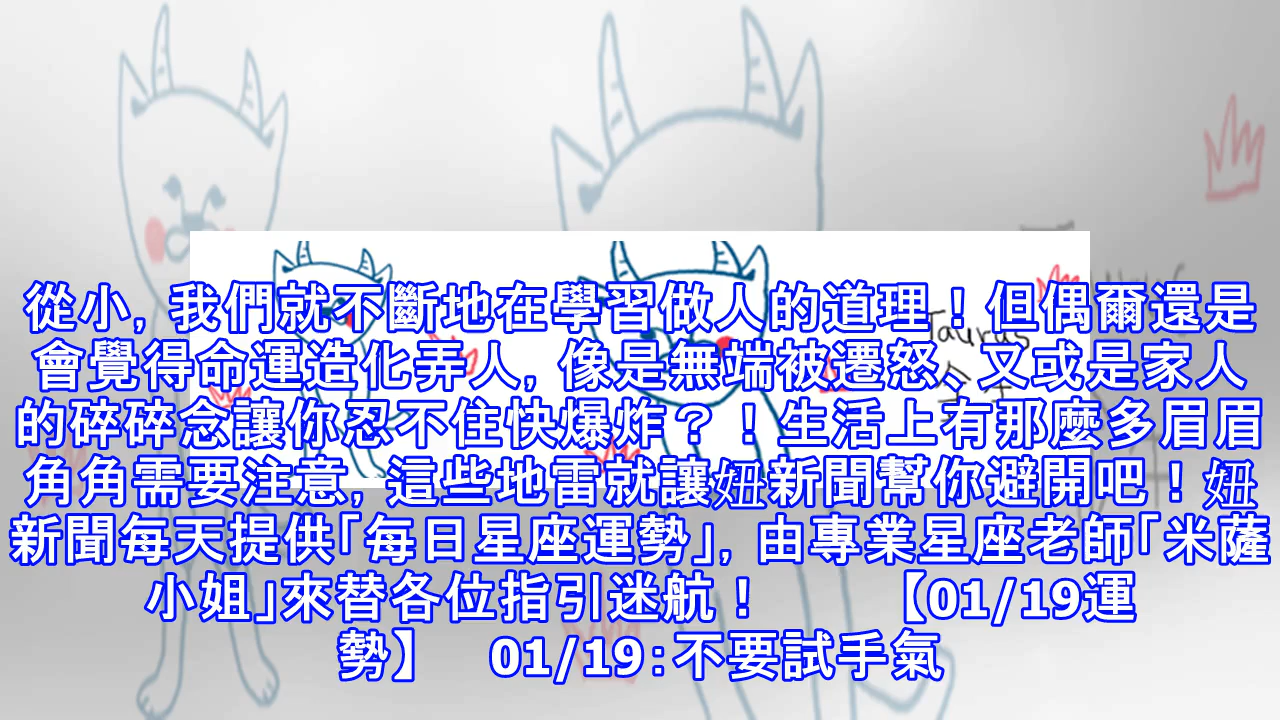 從小, 我們就不斷地在學習做人的道理！但偶爾還是
會覺得命運造化弄人, 像是無端被遷怒、又或是家人
的碎碎念讓你忍不住快爆炸？！生活上有那麼多眉眉
角角需要注意, 這些地雷就讓妞新聞幫你避開吧！妞
新聞每天提供「每日星座運勢」, 由專業星座老師「米薩
小姐」來替各位指引迷航！ 【01/19運
勢】 01/19:不要試手氣
Taurus